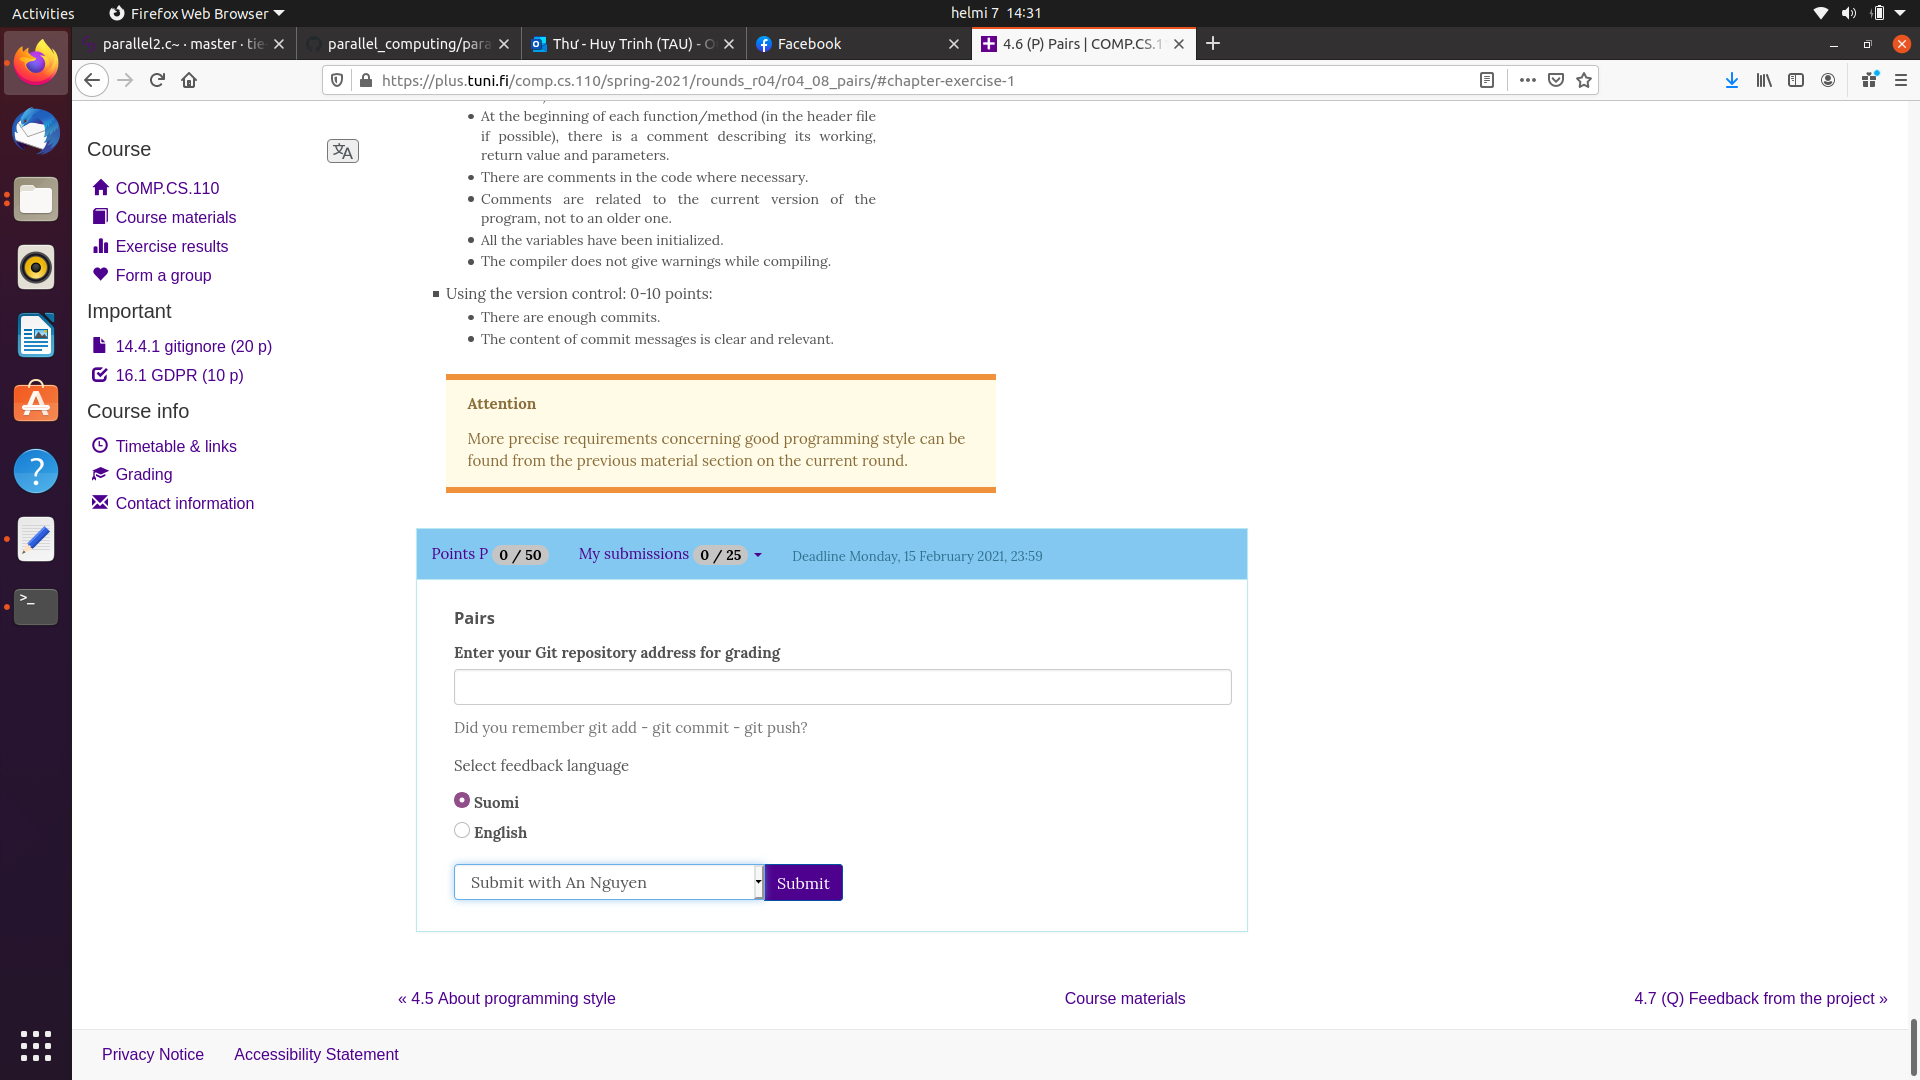 Activities
Firefox Web Browser
helmi 7 14:31
parallel2.c~ · master · tie
parallel_computing/para
Thư - Huy Trinh (TAU) - O
Facebook
4.6 (P) Pairs | COMP.CS.1
https://plus.tuni.fi/comp.cs.110/spring-2021/rounds_r04/r04_08_pairs/#chapter-exercise-1
Course
COMP.CS.110
Course materials
Exercise results
Form a group
Important
14.4.1 gitignore (20 p)
16.1 GDPR (10 p)
Course info
Timetable & links
Grading
Contact information
At the beginning of each function/method (in the header file
if possible), there is a comment describing its working,
return value and parameters.
There are comments in the code where necessary.
Comments are related to the current version of the
program, not to an older one.
All the variables have been initialized.
The compiler does not give warnings while compiling.
Using the version control: 0-10 points:
There are enough commits.
The content of commit messages is clear and relevant.
Attention
More precise requirements concerning good programming style can be
found from the previous material section on the current round.
Points P 0 / 50 My submissions 0 / 25 Deadline Monday, 15 February 2021, 23:59
Pairs
Enter your Git repository address for grading
Did you remember git add - git commit - git push?
Select feedback language
Suomi
English
Submit with An Nguyen
Submit
« 4.5 About programming style
Course materials
4.7 (Q) Feedback from the project »
Privacy Notice
Accessibility Statement